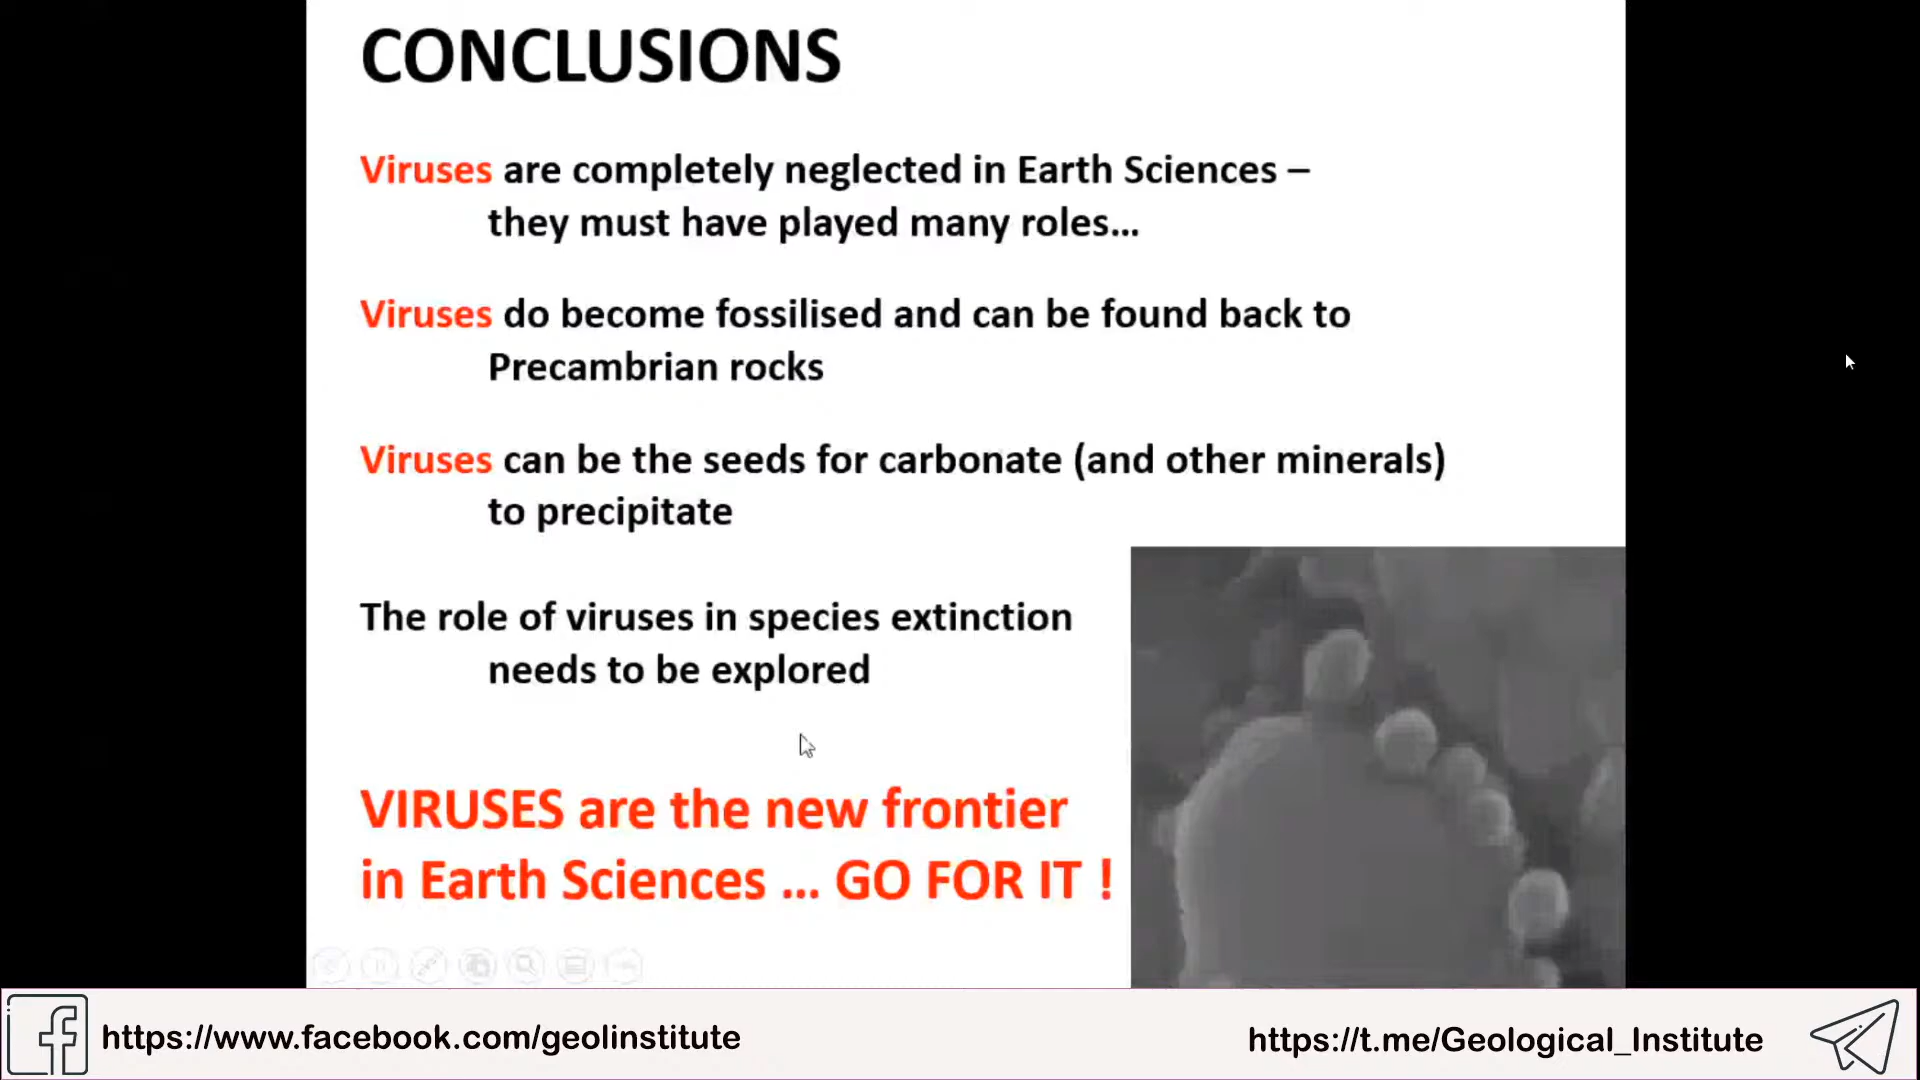 CONCLUSIONS
Viruses are completely neglected in Earth Sciences –
they must have played many roles...
Viruses do become fossilised and can be found back to
Precambrian rocks
Viruses can be the seeds for carbonate (and other minerals)
to precipitate
The role of viruses in species extinction
needs to be explored
VIRUSES are the new frontier
in Earth Sciences ... GO FOR IT !
https://www.facebook.com/geolinstitute
https://t.me/Geological_Institute